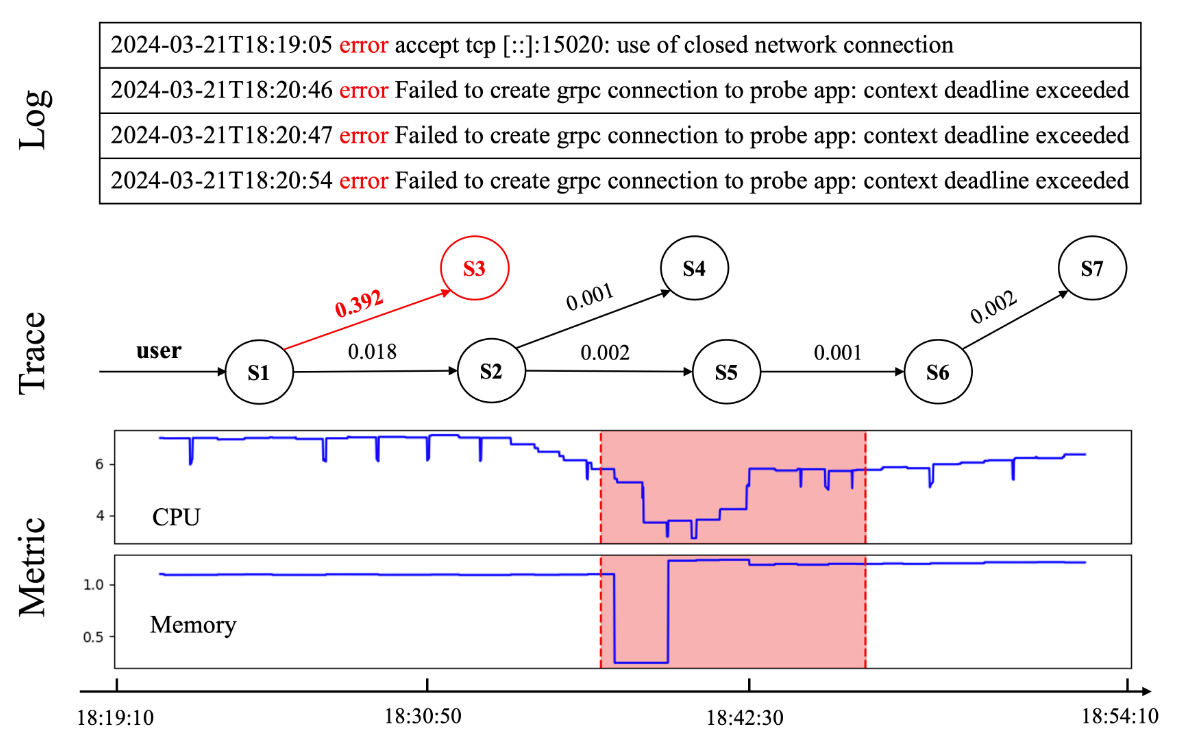 Log
2024-03-21T18:19:05 error accept tcp [::]:15020: use of closed network connection
2024-03-21T18:20:46 error Failed to create grpc connection to probe app: context deadline exceeded
2024-03-21T18:20:47 error Failed to create grpc connection to probe app: context deadline exceeded
2024-03-21T18:20:54 error Failed to create grpc connection to probe app: context deadline exceeded
Trace
S3
S4
S7
0.392
0.001
0.002
user
0.018
0.002
0.001
S1
S2
S5
S6
Metric
6
4
CPU
1.0
0.5
Memory
18:19:10
18:30:50
18:42:30
18:54:10